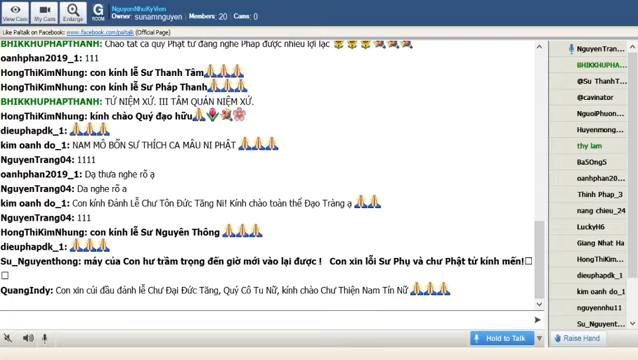 NguyenNhuKyVien
Owner: sunamnguyen Members: 20 Cams: 0
View Cam My Cam Enlarge G ROOM
Like Paltalk on Facebook: www.facebook.com/paltalk (Official Page)
BHIKKHUPHAPTHANH: Chào tất cả quý Phật tử đang nghe Pháp được nhiều lợi lạc
oanhphan2019_1: 111
HongThiKimNhung: con kính lễ Sư Thanh Tâm
HongThiKimNhung: con kính lễ Sư Pháp Thanh
BHIKKHUPHAPTHANH: TỨ NIỆM XỨ. III TÂM QUÁN NIỆM XỨ.
HongThiKimNhung: kính chào Quý đạo hữu
dieuphapdk_1:
kim oanh do_1: NAM MÔ BỔN SƯ THÍCH CA MÂU NI PHẬT
NguyenTrang04: 1111
oanhphan2019_1: Dạ thưa nghe rõ ạ
NguyenTrang04: Da nghe rõ a
kim oanh do_1: Con kính Đảnh Lễ Chư Tôn Đức Tăng Ni! Kính chào toàn thể Đạo Tràng ạ
NguyenTrang04: 111
HongThiKimNhung: con kính lễ Sư Nguyên Thông
dieuphapdk_1:
Su_Nguyenthong: máy của Con hư trầm trọng đến giờ mới vào lại được ! Con xin lỗi Sư Phụ và chư Phật tử kính mến!
QuangIndy: Con xin cúi đầu đảnh lễ Chư Đại Đức Tăng, Quý Cô Tu Nữ, kính chào Chư Thiện Nam Tín Nữ
Hold to Talk
NguyenTran...
BHIKKHUPHA...
@Su ThanhT...
@cavinator
NguoiPhuon...
Huyenmong...
thy lam
BaSOng5
oanhphan20...
Thinh Phap_3
nang chieu_24
LuckyH6
Giang Nhat Ha
HongThiKim...
dieuphapdk_1
kim oanh do_1
nguyennhu11
Su_Nguyent...
Raise Hand